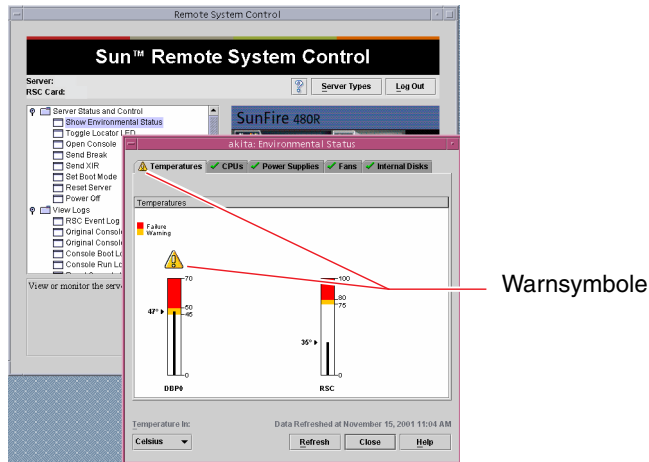 Remote System Control
Sun™ Remote System Control
Server:
RSC Card:
Server Types
Log Out
Server Status and Control
Show Environmental Status
Toggle Locator LED
Open Console
Send Break
Send XIR
Set Boot Mode
Reset Server
Power Off
View Logs
RSC Event Log
Original Console
Original Console
Console Boot Lo
Console Run Lo
View or monitor the serve
SunFire 480R
akita: Environmental Status
Temperatures
CPUs
Power Supplies
Fans
Internal Disks
Temperatures
Failure
Warning
70
50
46
47°
0
DBP0
100
80
75
35°
0
RSC
Temperature In:
Data Refreshed at November 15, 2001 11:04 AM
Celsius
Refresh
Close
Help
Warnsymbole